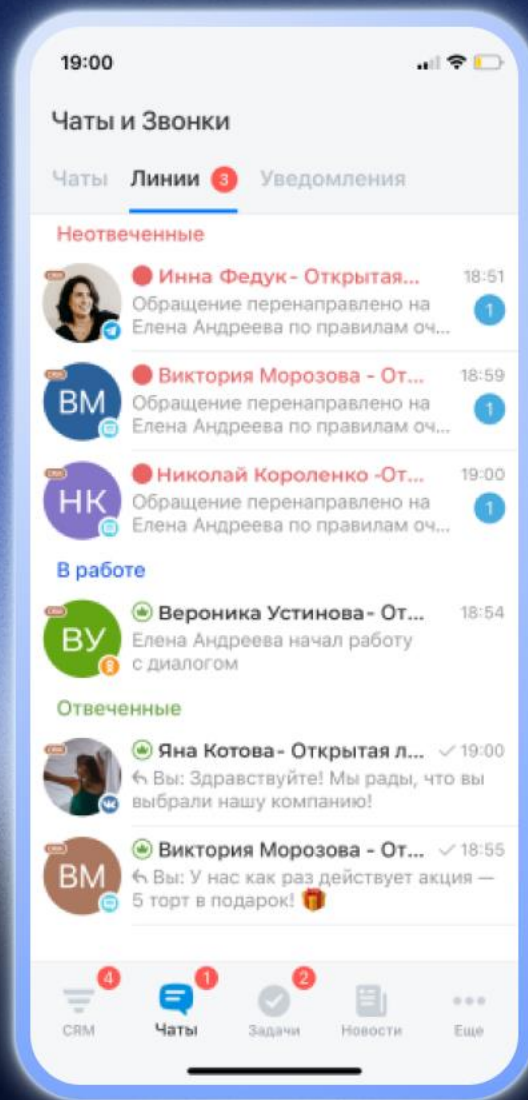 19:00
Чаты и Звонки
Чаты Линии 3 Уведомления
Неотвеченные
Инна Федук- Открытая... 18:51
Обращение перенаправлено на 1
Елена Андреева по правилам оч...
ВМ Виктория Морозова - От... 18:59
Обращение перенаправлено на 1
Елена Андреева по правилам оч...
НК Николай Короленко -От... 19:00
Обращение перенаправлено на 1
Елена Андреева по правилам оч...
В работе
ВУ Вероника Устинова- От... 18:54
Елена Андреева начал работу
с диалогом
Отвеченные
Яна Котова- Открытая л... 19:00
Вы: Здравствуйте! Мы рады, что вы
выбрали нашу компанию!
ВМ Виктория Морозова - От... 18:55
Вы: У нас как раз действует акция —
5 торт в подарок! 🎁
4 1 2
CRM Чаты Задачи Новости Еще